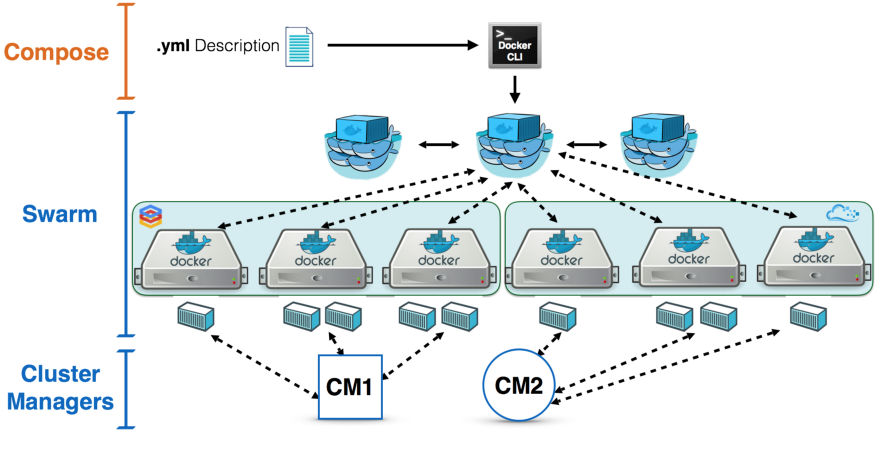 Compose
.yml Description
>_
Docker
CLI
Swarm
docker
docker
docker
docker
docker
docker
Cluster
Managers
CM1
CM2